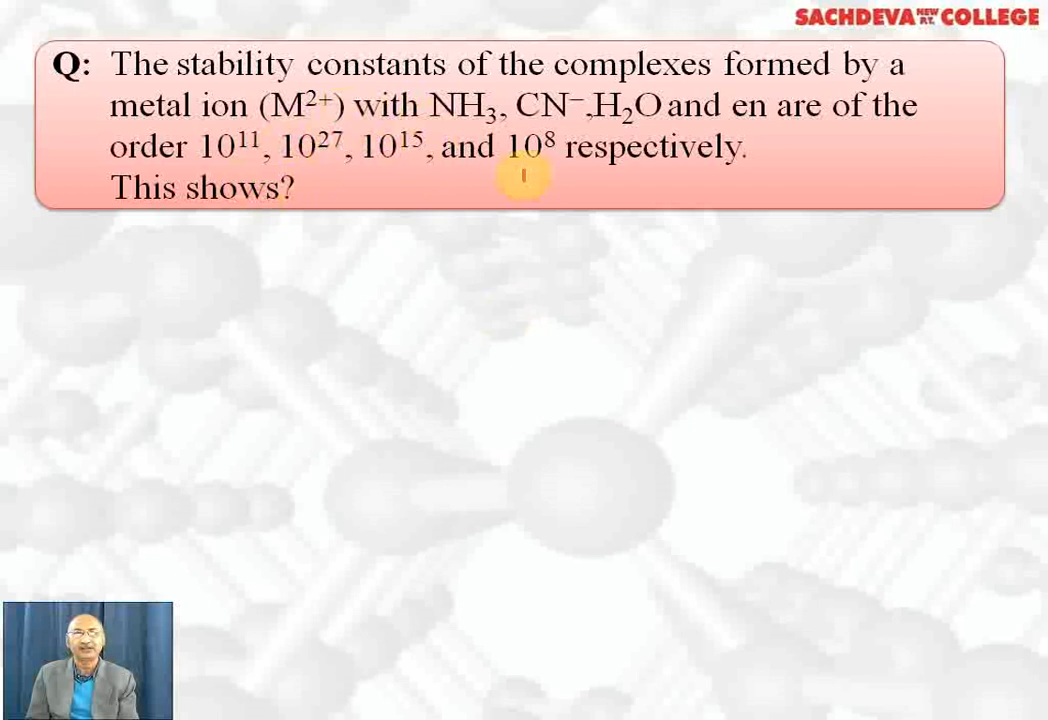 SACHDEVA NEW P.T. COLLEGE
Q: The stability constants of the complexes formed by a
metal ion (M²⁺) with NH₃, CN⁻,H₂O and en are of the
order 10¹¹, 10²⁷, 10¹⁵, and 10⁸ respectively.
This shows?